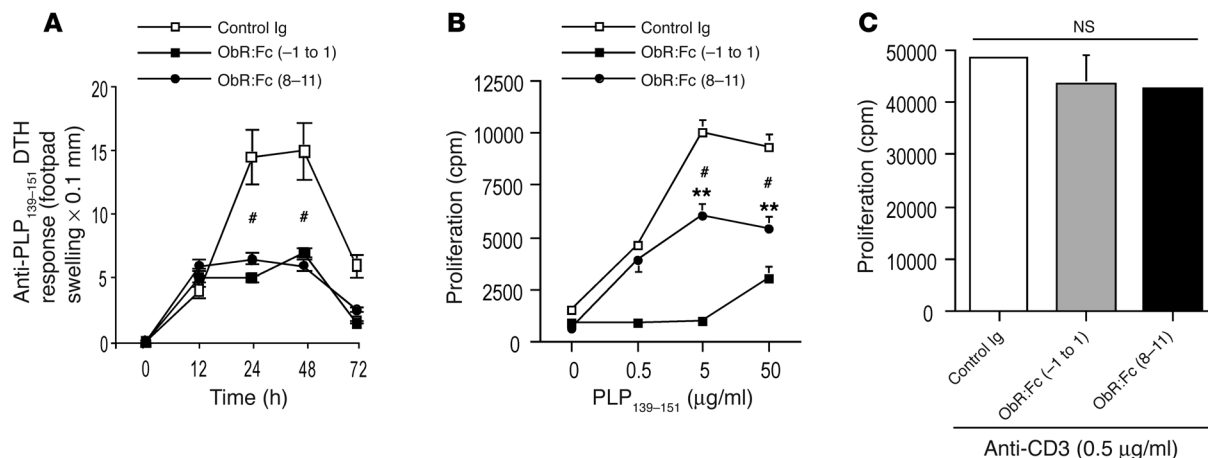 A
Control Ig
ObR:Fc (–1 to 1)
ObR:Fc (8–11)
Anti-PLP139–151 DTH
response (footpad
swelling × 0.1 mm)
20
15
10
5
0
#
#
0 12 24 48 72
Time (h)
B
Control Ig
ObR:Fc (–1 to 1)
ObR:Fc (8–11)
Proliferation (cpm)
12500
10000
7500
5000
2500
0
#
**
#
**
0 0.5 5 50
PLP139–151 (μg/ml)
C
NS
Proliferation (cpm)
50000
40000
30000
20000
10000
0
Control Ig
ObR:Fc (–1 to 1)
ObR:Fc (8–11)
Anti-CD3 (0.5 μg/ml)